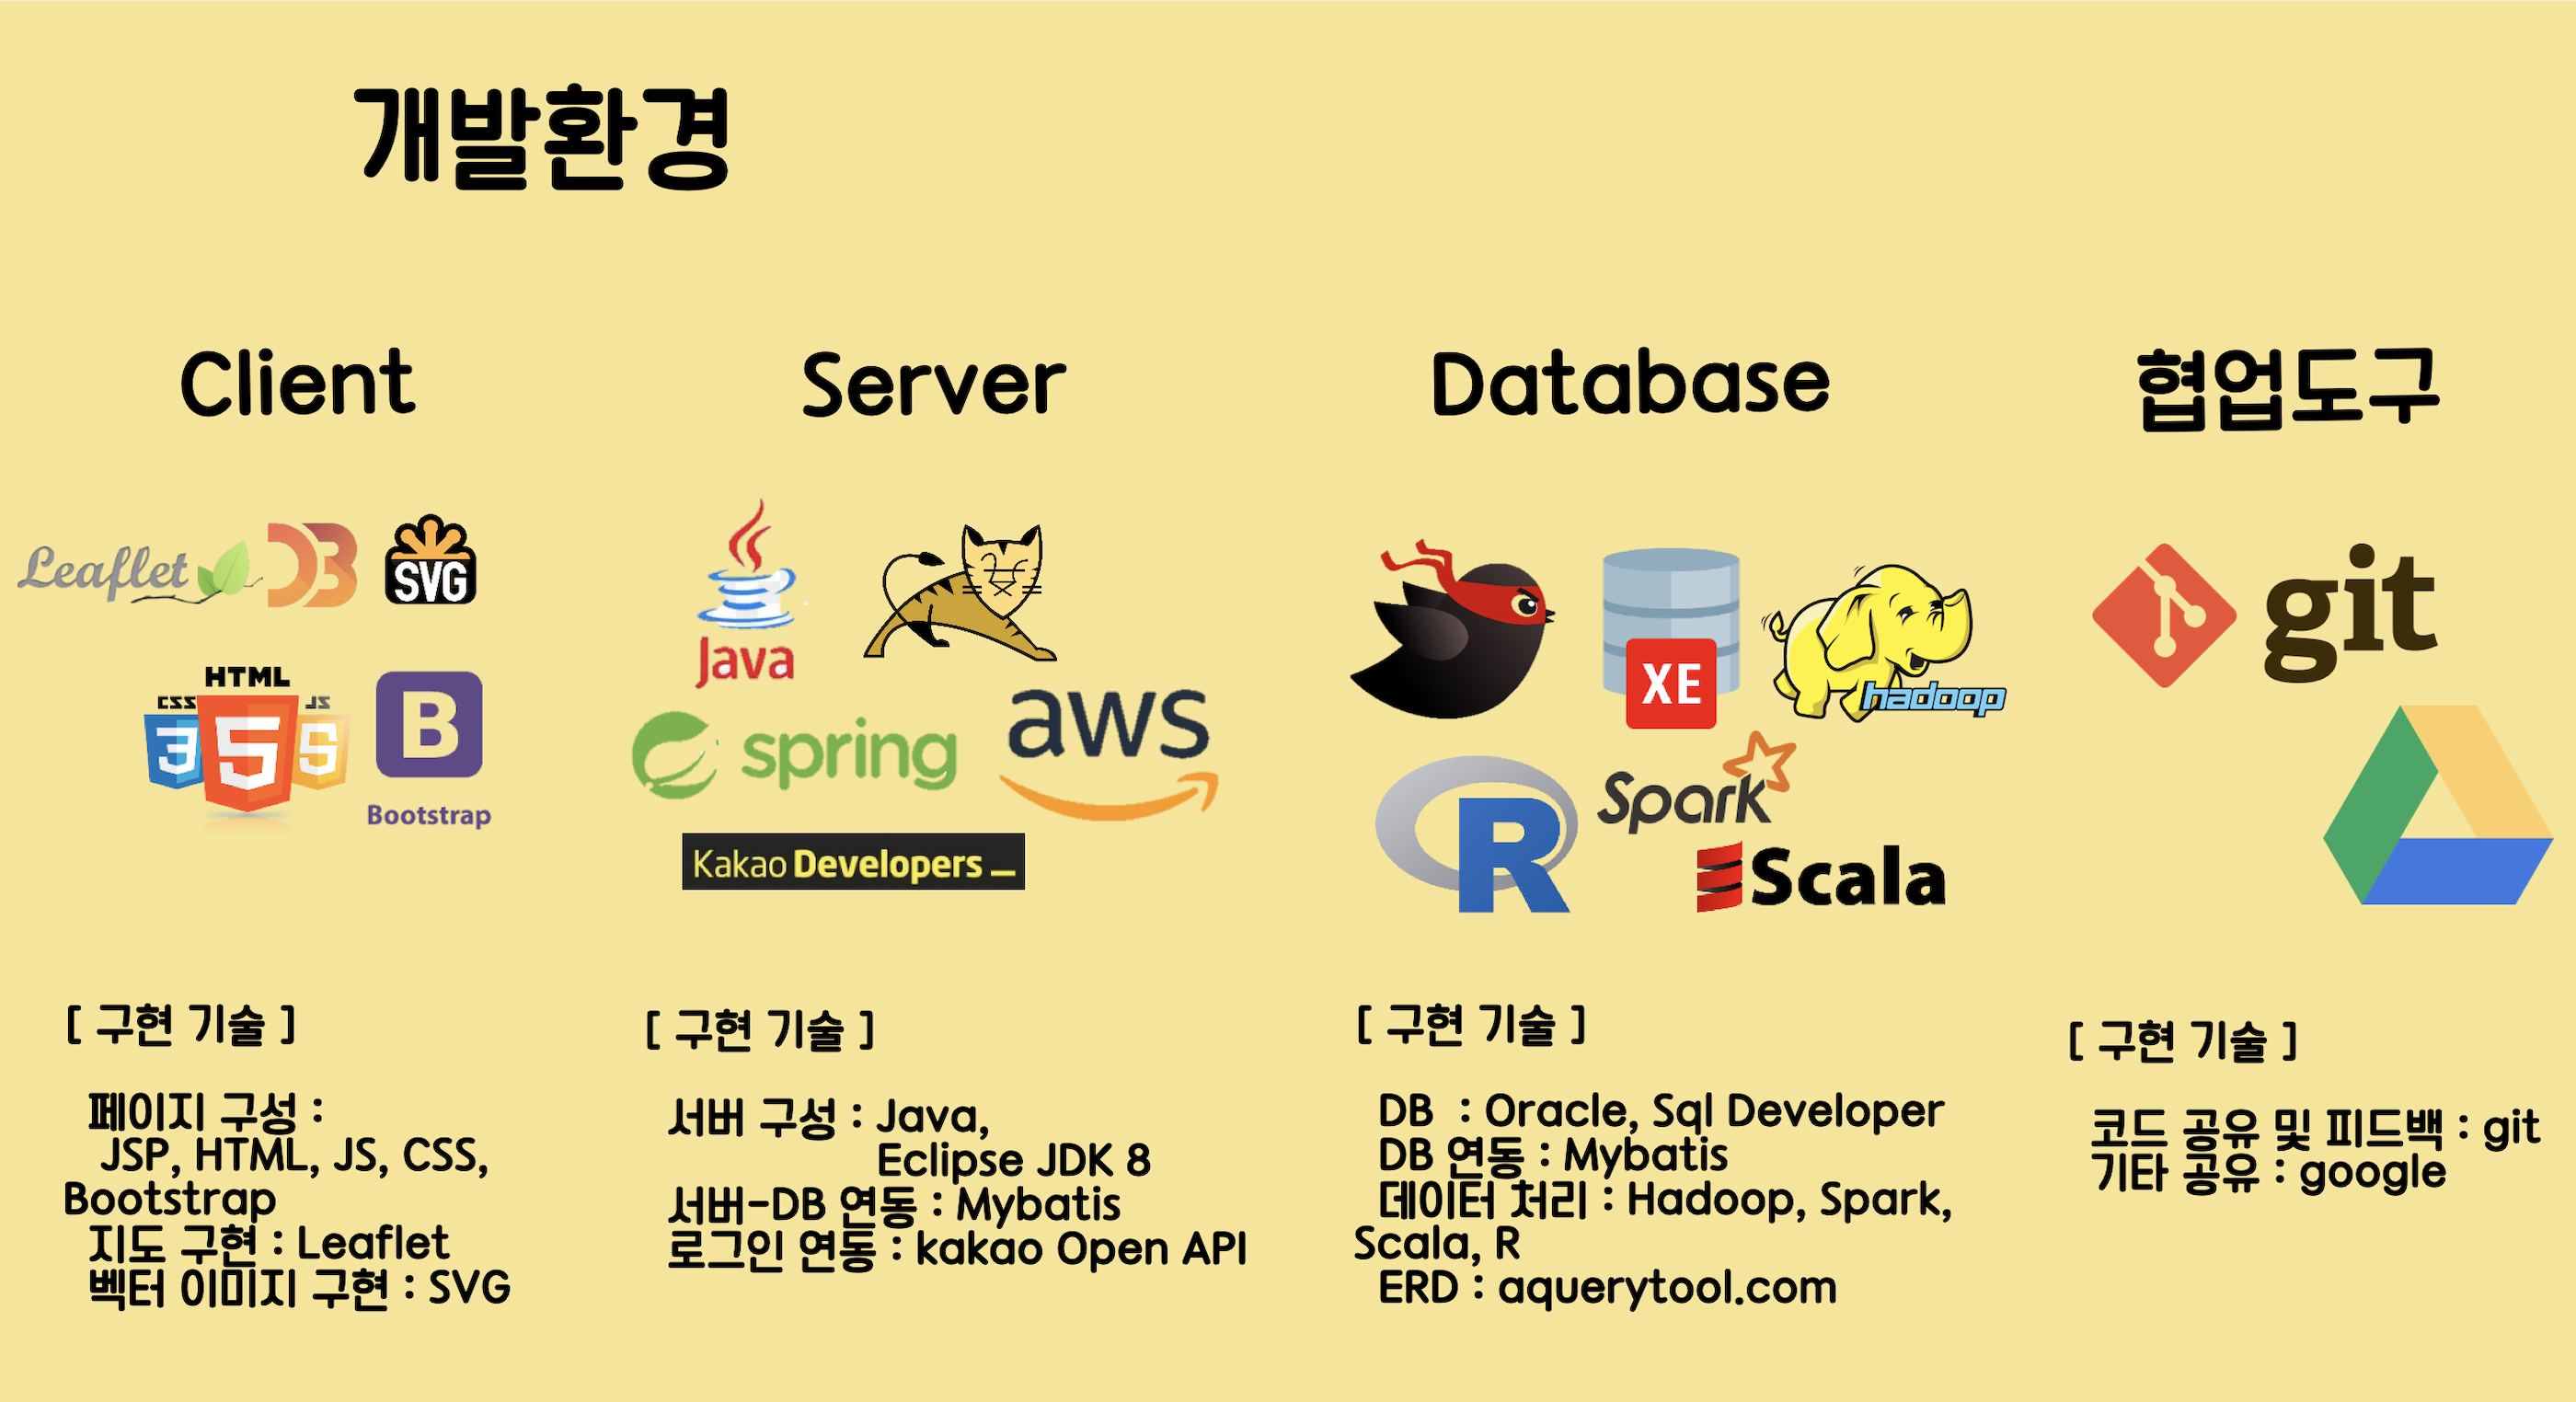 개발환경
Client
Leaflet D3 SVG
HTML
CSS JS
3 5 5
B
Bootstrap
[ 구현 기술 ]
페이지 구성 :
JSP, HTML, JS, CSS,
Bootstrap
지도 구현 : Leaflet
벡터 이미지 구현 : SVG
Server
Java
spring
aws
Kakao Developers _
[ 구현 기술 ]
서버 구성 : Java,
Eclipse JDK 8
서버-DB 연동 : Mybatis
로그인 연동 : kakao Open API
Database
XE
hadoop
R
Spark
Scala
[ 구현 기술 ]
DB : Oracle, Sql Developer
DB 연동 : Mybatis
데이터 처리 : Hadoop, Spark,
Scala, R
ERD : aquerytool.com
협업도구
git
[ 구현 기술 ]
코드 공유 및 피드백 : git
기타 공유 : google